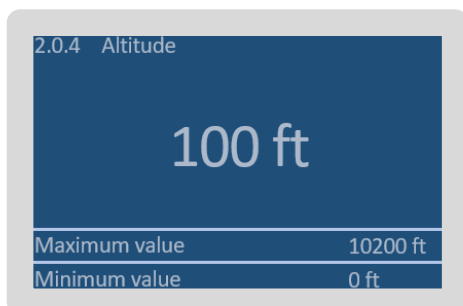 2.0.4 Altitude
100 ft
Maximum value 10200 ft
Minimum value 0 ft